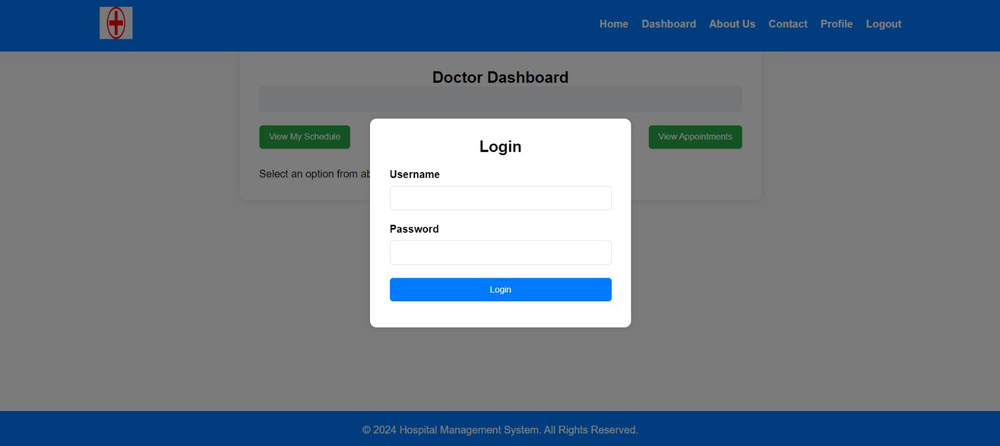 Home Dashboard About Us Contact Profile Logout
Doctor Dashboard
View My Schedule
View Appointments
Select an option from
Login
Username
Password
Login
© 2024 Hospital Management System. All Rights Reserved.